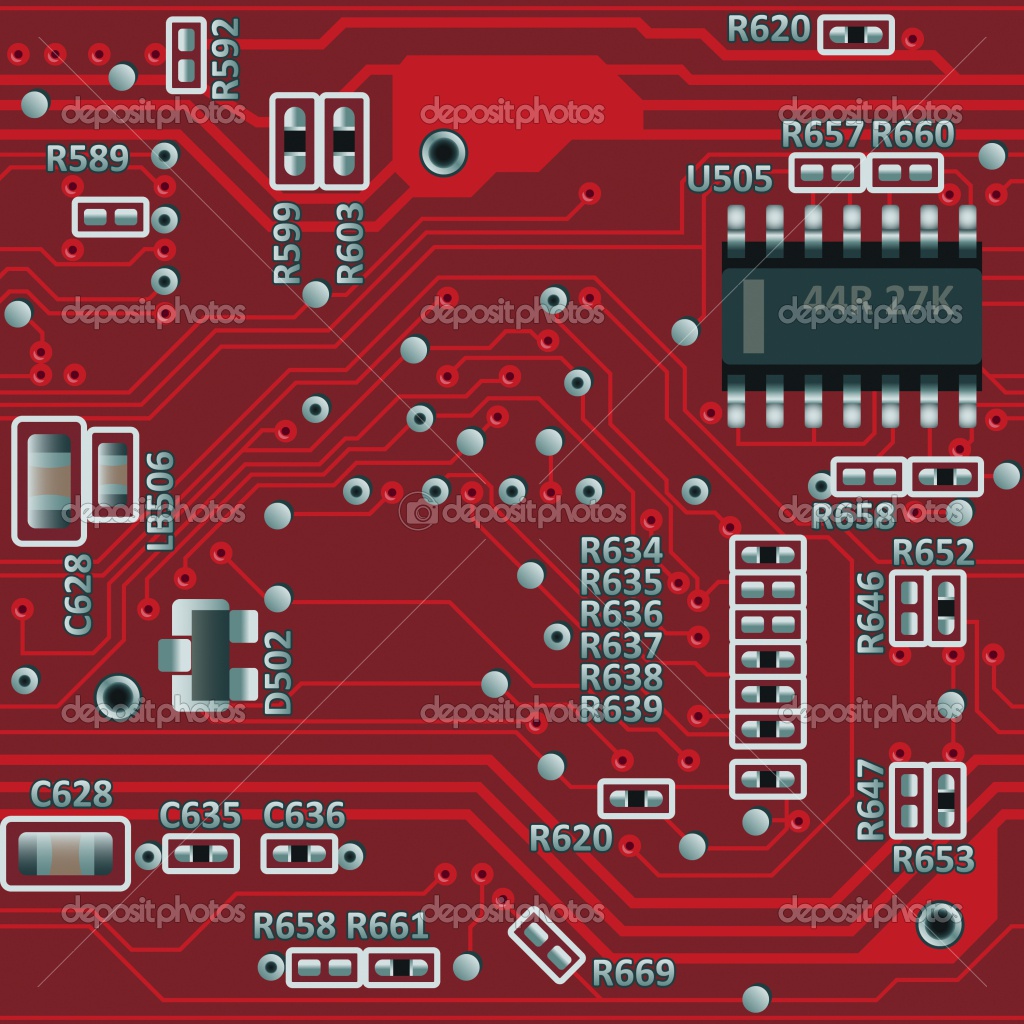 R592
R620
depositphotos
depositphotos
depositphotos
R657 R660
R589
U505
R599
R603
44R 27K
depositphotos
depositphotos
depositphotos
LB506
C628
depositphotos
depositphotos
depositphotos
R658
R634
R635
R636
R637
R638
R639
R652
R646
D502
depositphotos
depositphotos
depositphotos
C628
C635 C636
R620
R647
R653
depositphotos
depositphotos
depositphotos
R658 R661
R669